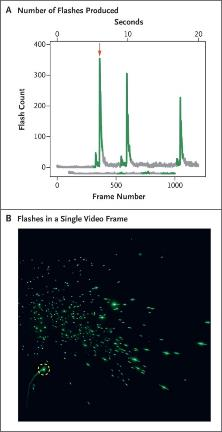 A Number of Flashes Produced
Seconds
0 10 20
400
300
200
100
0
Flash Count
0 500 1000
Frame Number
B Flashes in a Single Video Frame